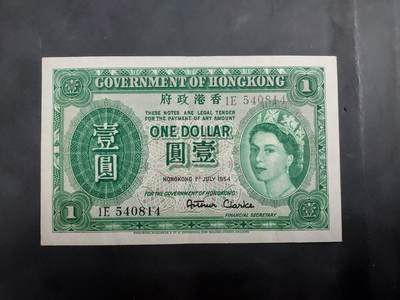 GOVERNMENT OF HONGKONG
1
1
府政港香
1E 540814
THESE NOTES ARE LEGAL TENDER
FOR THE PAYMENT OF ANY AMOUNT
壹圓
ONE DOLLAR
圓壹
HONGKONG 1ST JULY 1954
FOR THE GOVERNMENT OF HONGKONG
1
1E 540814
Arthur Clarke
FINANCIAL SECRETARY
1